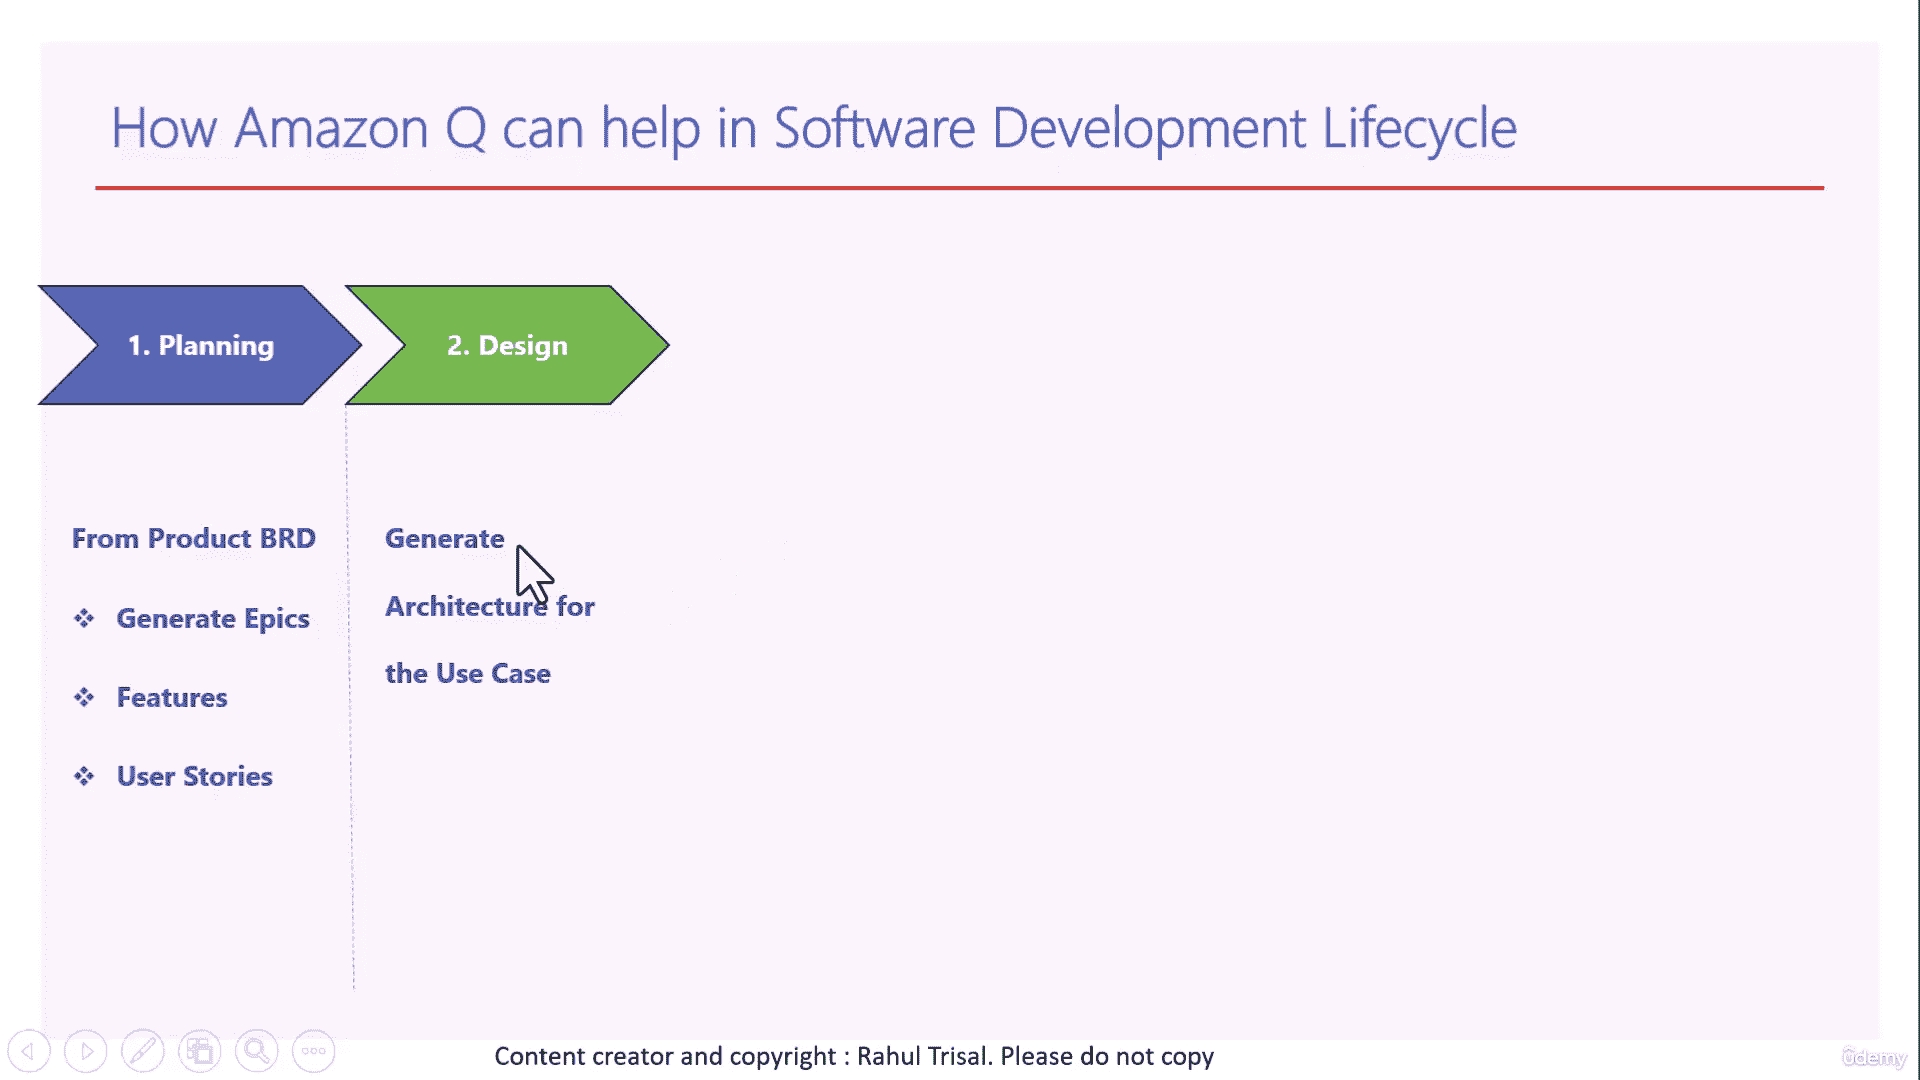 How Amazon Q can help in Software Development Lifecycle
1. Planning
2. Design
From Product BRD
❖ Generate Epics
❖ Features
❖ User Stories
Generate
Architecture for
the Use Case
Content creator and copyright : Rahul Trisal. Please do not copy
ûdemy